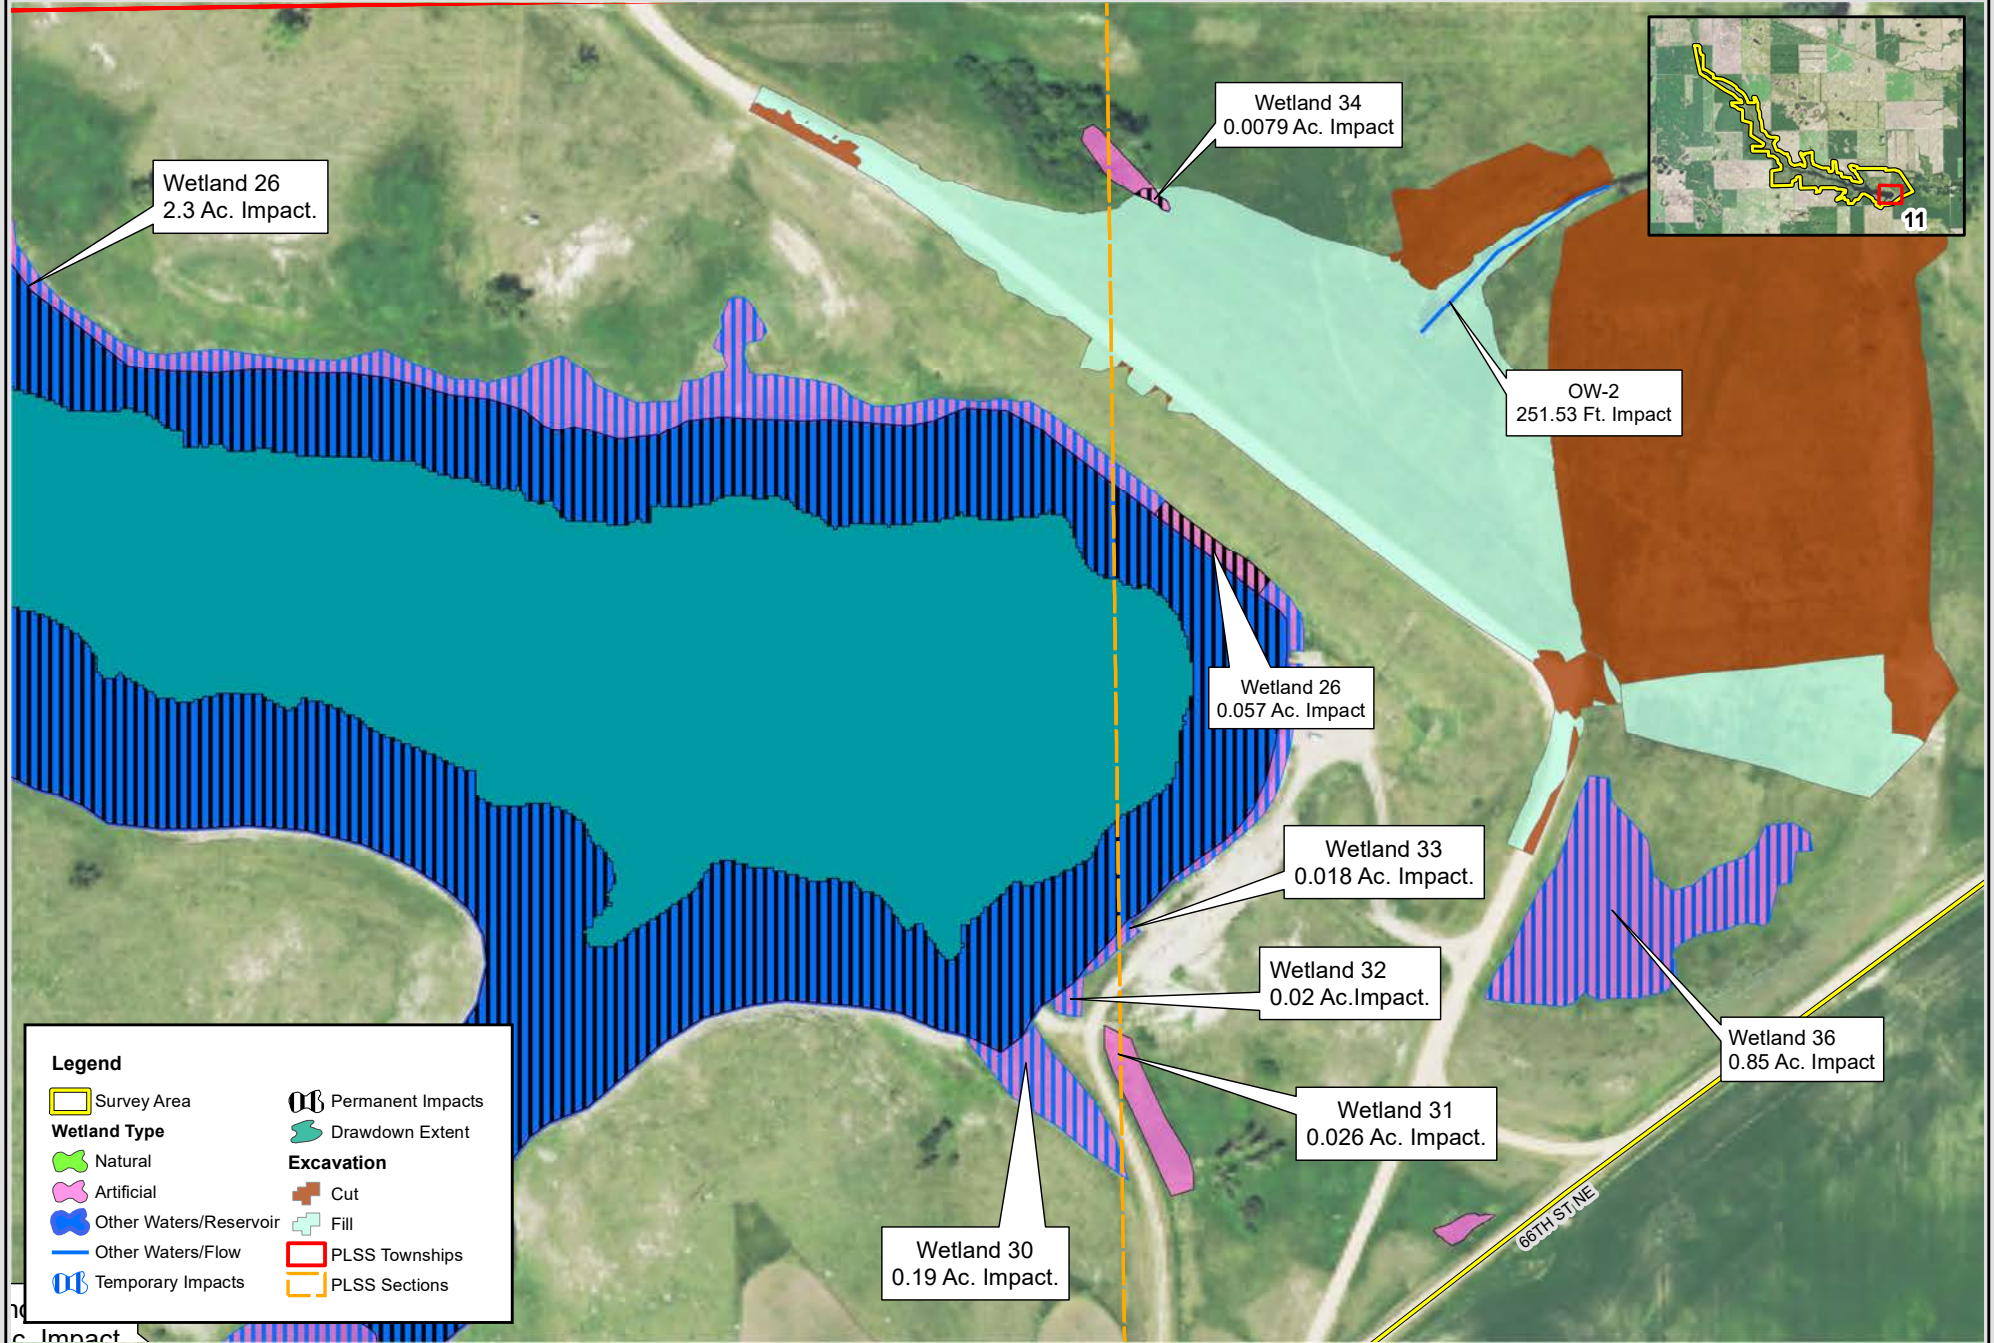 Wetland 34
0.0079 Ac. Impact
11
Wetland 26
2.3 Ac. Impact.
OW-2
251.53 Ft. Impact
Wetland 26
0.057 Ac. Impact
Wetland 33
0.018 Ac. Impact.
Wetland 32
0.02 Ac.Impact.
Wetland 36
0.85 Ac. Impact
Wetland 31
0.026 Ac. Impact.
66TH ST NE
Wetland 30
0.19 Ac. Impact.
Legend
Survey Area
Wetland Type
Natural
Artificial
Other Waters/Reservoir
Other Waters/Flow
Temporary Impacts
Permanent Impacts
Drawdown Extent
Excavation
Cut
Fill
PLSS Townships
PLSS Sections
c. Impact